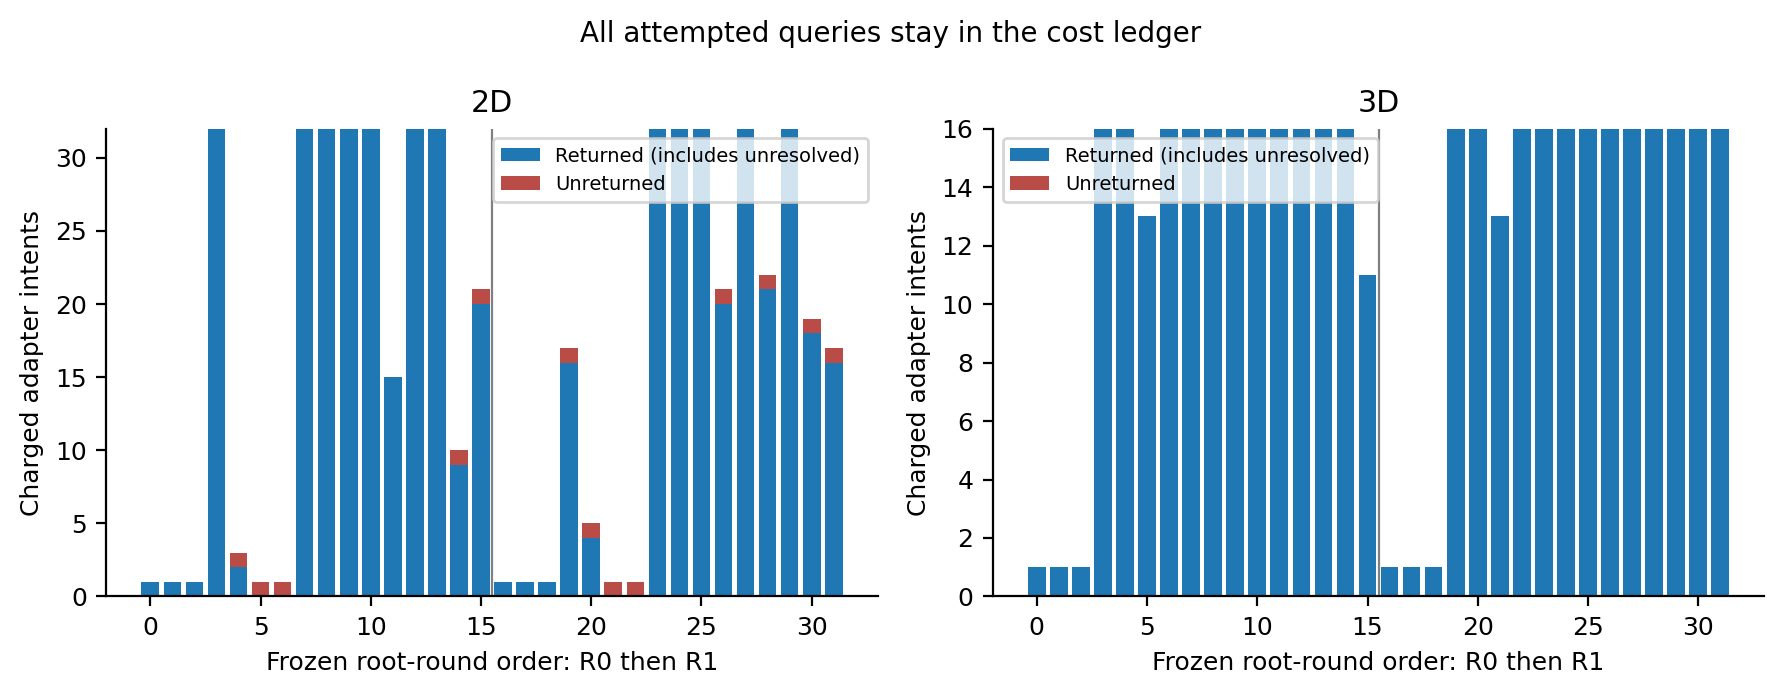 All attempted queries stay in the cost ledger
2D
30
25
20
15
10
5
0
Charged adapter intents
Returned (includes unresolved)
Unreturned
0 5 10 15 20 25 30
Frozen root-round order: R0 then R1
3D
16
14
12
10
8
6
4
2
0
Charged adapter intents
Returned (includes unresolved)
Unreturned
0 5 10 15 20 25 30
Frozen root-round order: R0 then R1